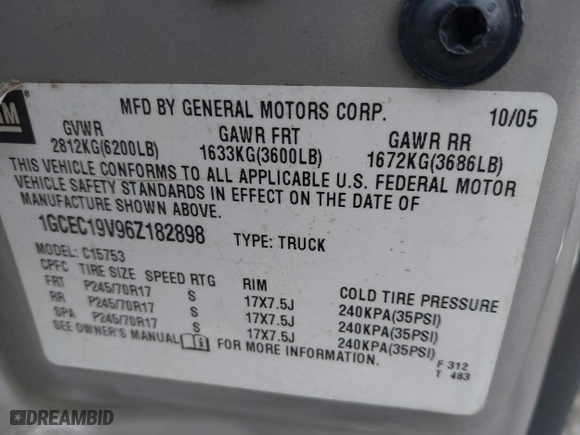 GM
MFD BY GENERAL MOTORS CORP. 10/05
GVWR GAWR FRT GAWR RR
2812KG(6200LB) 1633KG(3600LB) 1672KG(3686LB)
THIS VEHICLE CONFORMS TO ALL APPLICABLE U.S. FEDERAL MOTOR
VEHICLE SAFETY STANDARDS IN EFFECT ON THE DATE OF
MANUFACTURE SHOWN ABOVE.
1GCEC19V96Z182898 TYPE: TRUCK
MODEL: C15753
CPFC TIRE SIZE SPEED RTG RIM COLD TIRE PRESSURE
FRT P245/70R17 S 17X7.5J 240KPA(35PSI)
RR P245/70R17 S 17X7.5J 240KPA(35PSI)
SPA P245/70R17 S 17X7.5J 240KPA(35PSI)
SEE OWNER'S MANUAL FOR MORE INFORMATION.
F 312
T 483
DREAMBID